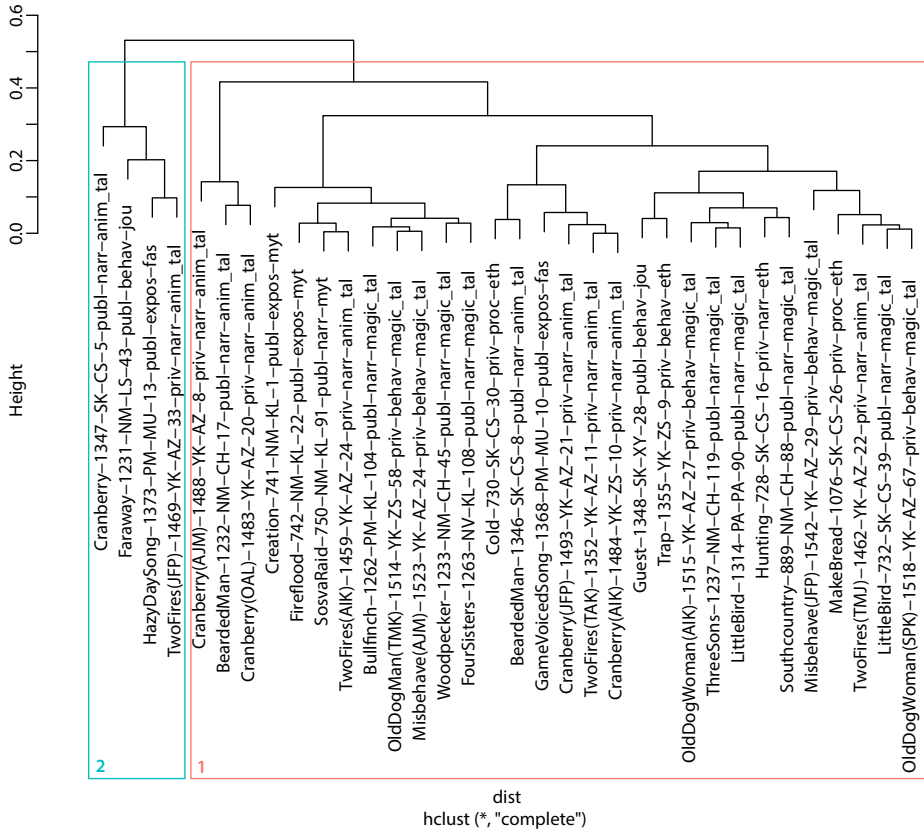 0.6
0.4
0.2
0.0
Height
Cranberry−1347−SK−CS−5−publ−narr−anim_tal
Faraway−1231−NM−LS−43−publ−behav−jou
HazyDaySong−1373−PM−MU−13−publ−expos−fas
TwoFires(JFP)−1469−YK−AZ−33−priv−narr−anim_tal
Cranberry(AJM)−1488−YK−AZ−8−priv−narr−anim_tal
BeardedMan−1232−NM−CH−17−publ−narr−anim_tal
Cranberry(OAL)−1483−YK−AZ−20−priv−narr−anim_tal
Creation−741−NM−KL−1−publ−expos−myt
Fireflood−742−NM−KL−22−publ−expos−myt
SosvaRaid−750−NM−KL−91−publ−narr−myt
TwoFires(AIK)−1459−YK−AZ−24−priv−narr−anim_tal
Bullfinch−1262−PM−KL−104−publ−narr−magic_tal
OldDogMan(TMK)−1514−YK−ZS−58−priv−behav−magic_tal
Misbehave(AJM)−1523−YK−AZ−24−priv−behav−magic_tal
Woodpecker−1233−NM−CH−45−publ−narr−magic_tal
FourSisters−1263−NV−KL−108−publ−narr−magic_tal
Cold−730−SK−CS−30−priv−proc−eth
BeardedMan−1346−SK−CS−8−publ−narr−anim_tal
GameVoicedSong−1368−PM−MU−10−publ−expos−fas
Cranberry(JFP)−1493−YK−AZ−21−priv−narr−anim_tal
TwoFires(TAK)−1352−YK−AZ−11−priv−narr−anim_tal
Cranberry(AIK)−1484−YK−ZS−10−priv−narr−anim_tal
Guest−1348−SK−XY−28−publ−behav−jou
Trap−1355−YK−ZS−9−priv−behav−eth
OldDogWoman(AIK)−1515−YK−AZ−27−priv−behav−magic_tal
ThreeSons−1237−NM−CH−119−publ−narr−magic_tal
LittleBird−1314−PA−PA−90−publ−narr−magic_tal
Hunting−728−SK−CS−16−priv−narr−eth
Southcountry−889−NM−CH−88−publ−narr−magic_tal
Misbehave(JFP)−1542−YK−AZ−29−priv−behav−magic_tal
MakeBread−1076−SK−CS−26−priv−proc−eth
TwoFires(TMJ)−1462−YK−AZ−22−priv−narr−anim_tal
LittleBird−732−SK−CS−39−publ−narr−magic_tal
OldDogWoman(SPK)−1518−YK−AZ−67−priv−behav−magic_tal
2
1
dist
hclust (*, "complete")